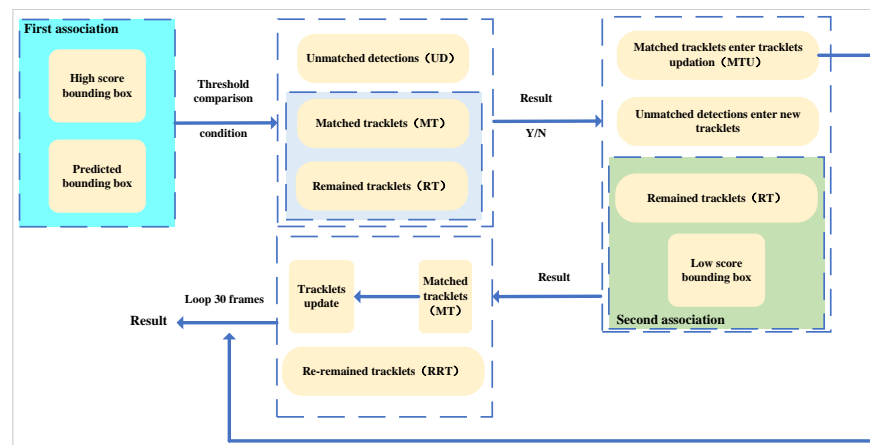 First association
High score
bounding box
Predicted
bounding box
Threshold
comparison
condition
Unmatched detections（UD）
Matched tracklets（MT）
Remained tracklets（RT）
Result
Y/N
Matched tracklets enter tracklets
updation（MTU）
Unmatched detections enter new
tracklets
Remained tracklets（RT）
Low score
bounding box
Second association
Result
Matched
tracklets
（MT）
Tracklets
update
Re-remained tracklets（RRT）
Loop 30 frames
Result